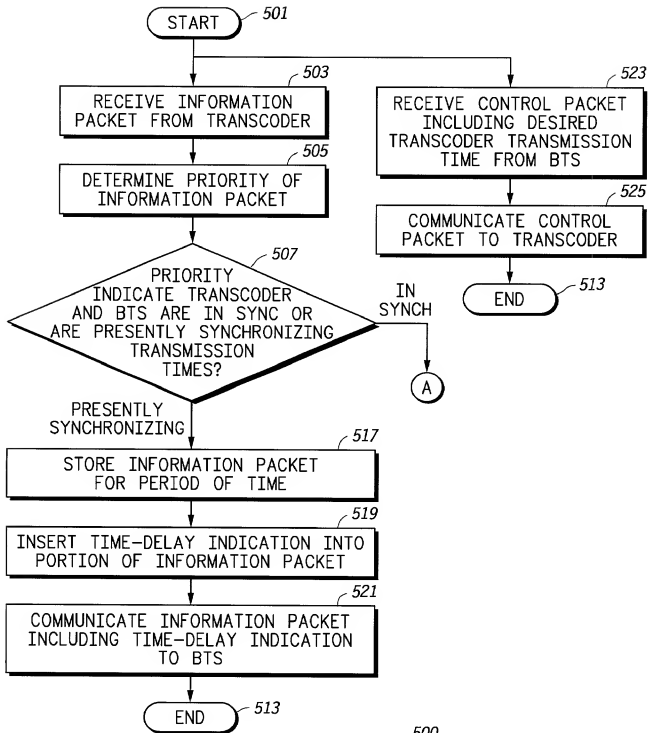 START
501
503
RECEIVE INFORMATION
PACKET FROM TRANSCODER
505
DETERMINE PRIORITY OF
INFORMATION PACKET
507
PRIORITY
INDICATE TRANSCODER
AND BTS ARE IN SYNC OR
ARE PRESENTLY SYNCHRONIZING
TRANSMISSION
TIMES?
IN
SYNCH
A
PRESENTLY
SYNCHRONIZING
517
STORE INFORMATION PACKET
FOR PERIOD OF TIME
519
INSERT TIME-DELAY INDICATION INTO
PORTION OF INFORMATION PACKET
521
COMMUNICATE INFORMATION PACKET
INCLUDING TIME-DELAY INDICATION
TO BTS
END
513
523
RECEIVE CONTROL PACKET
INCLUDING DESIRED
TRANSCODER TRANSMISSION
TIME FROM BTS
525
COMMUNICATE CONTROL
PACKET TO TRANSCODER
END
513
500